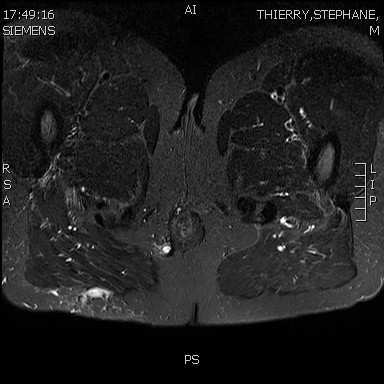 17:49:16
SIEMENS
AI
THIERRY,STEPHANE,
M
R
S
A
L
I
P
PS